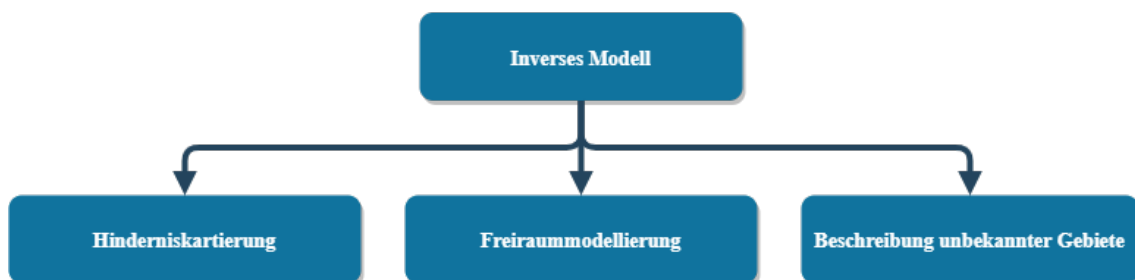 Inverses Modell
Hinderniskartierung
Freiraummodellierung
Beschreibung unbekannter Gebiete